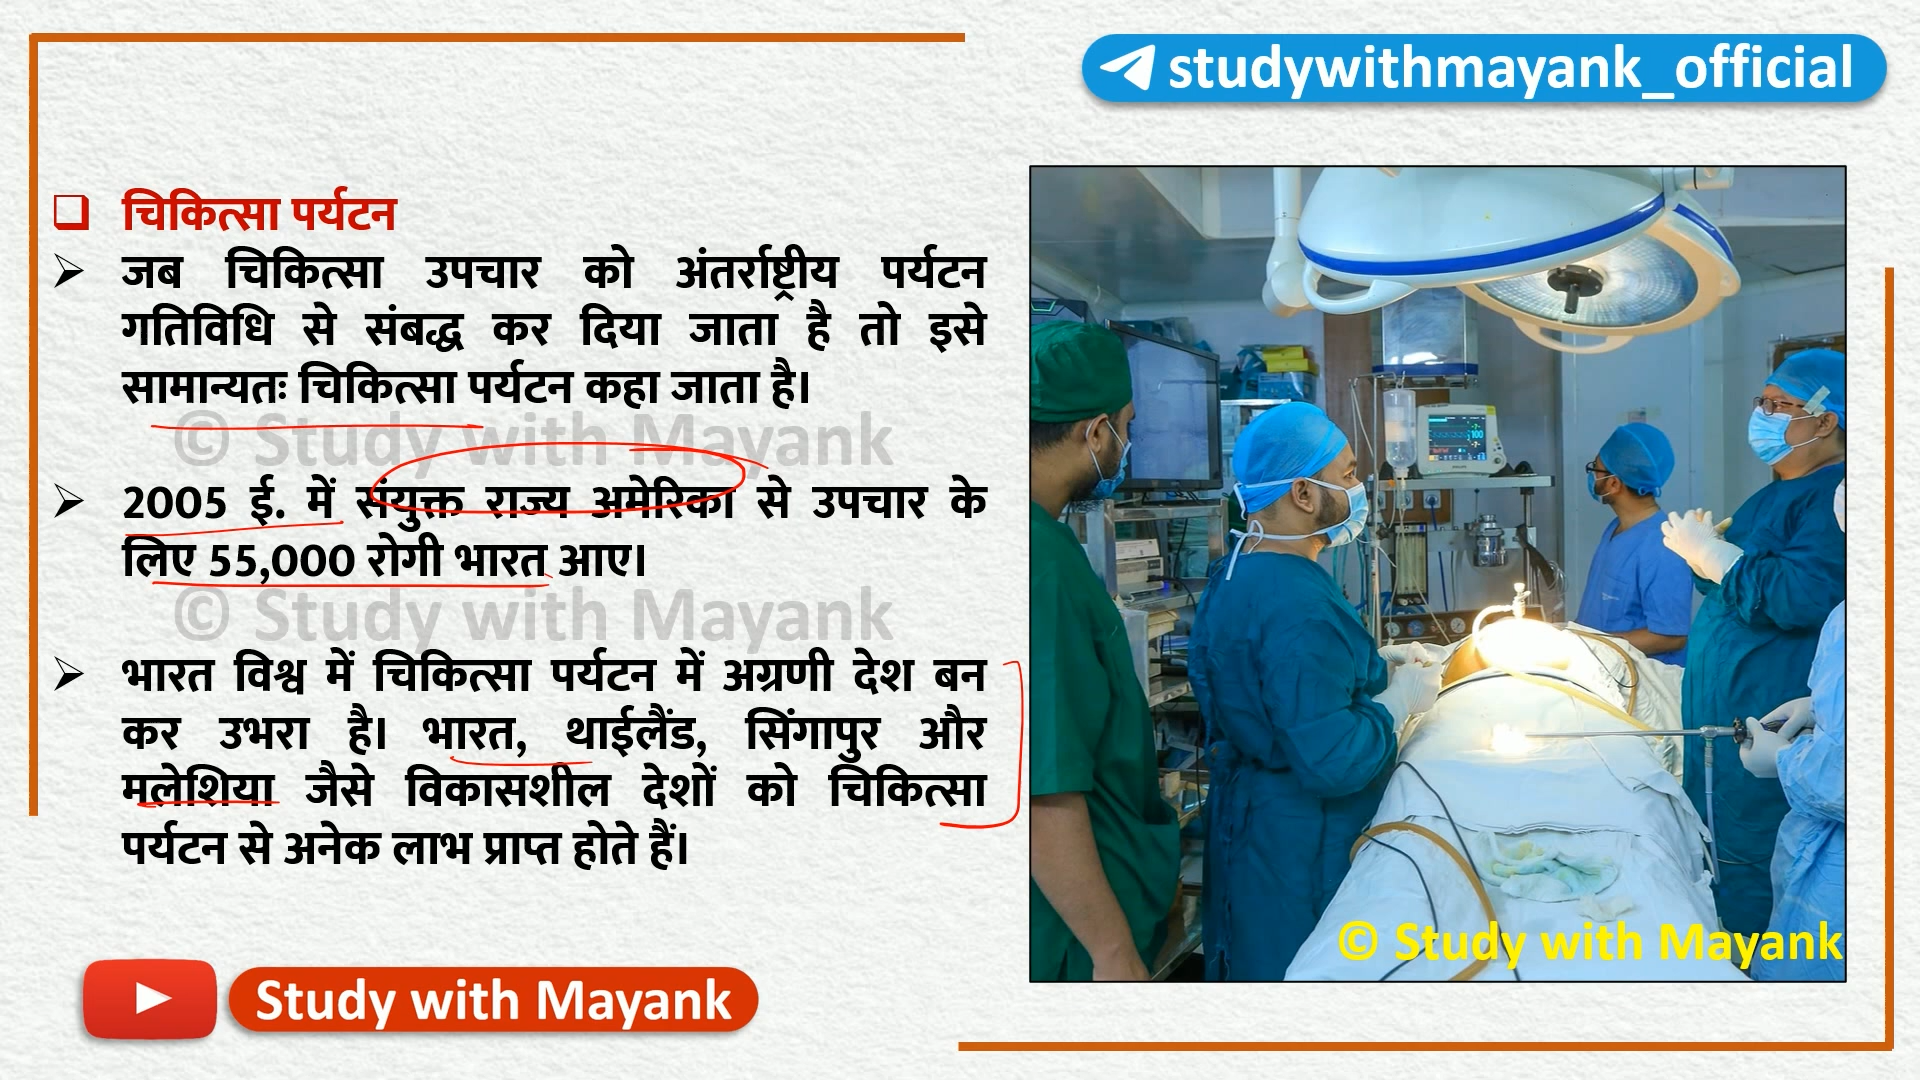 studywithmayank_official
चिकित्सा पर्यटन
जब चिकित्सा उपचार को अंतर्राष्ट्रीय पर्यटन
गतिविधि से संबद्ध कर दिया जाता है तो इसे
सामान्यतः चिकित्सा पर्यटन कहा जाता है।
© Study with Mayank
2005 ई. में संयुक्त राज्य अमेरिका से उपचार के
लिए 55,000 रोगी भारत आए।
© Study with Mayank
भारत विश्व में चिकित्सा पर्यटन में अग्रणी देश बन
कर उभरा है। भारत, थाईलैंड, सिंगापुर और
मलेशिया जैसे विकासशील देशों को चिकित्सा
पर्यटन से अनेक लाभ प्राप्त होते हैं।
© Study with Mayank
Study with Mayank